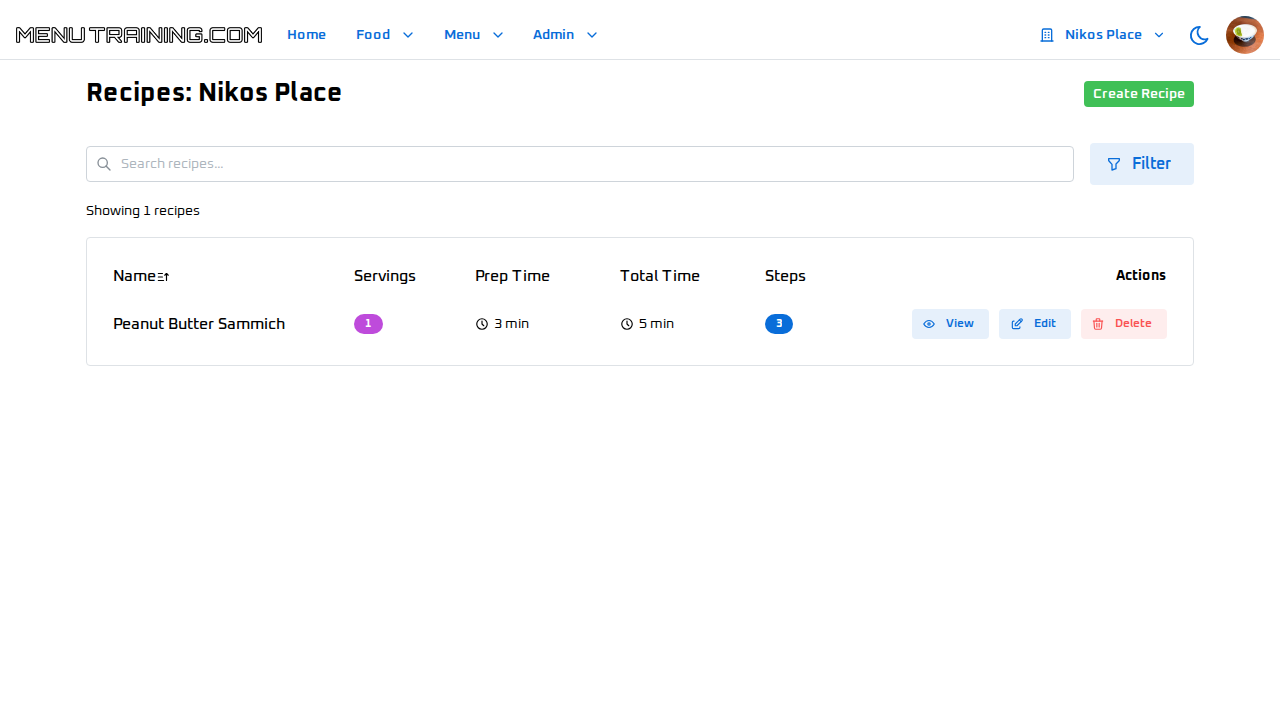 MENUTRAINING.COM Home Food Menu Admin Nikos Place
Recipes: Nikos Place Create Recipe
Search recipes... Filter
Showing 1 recipes
Name Servings Prep Time Total Time Steps Actions
Peanut Butter Sammich 1 3 min 5 min 3 View Edit Delete